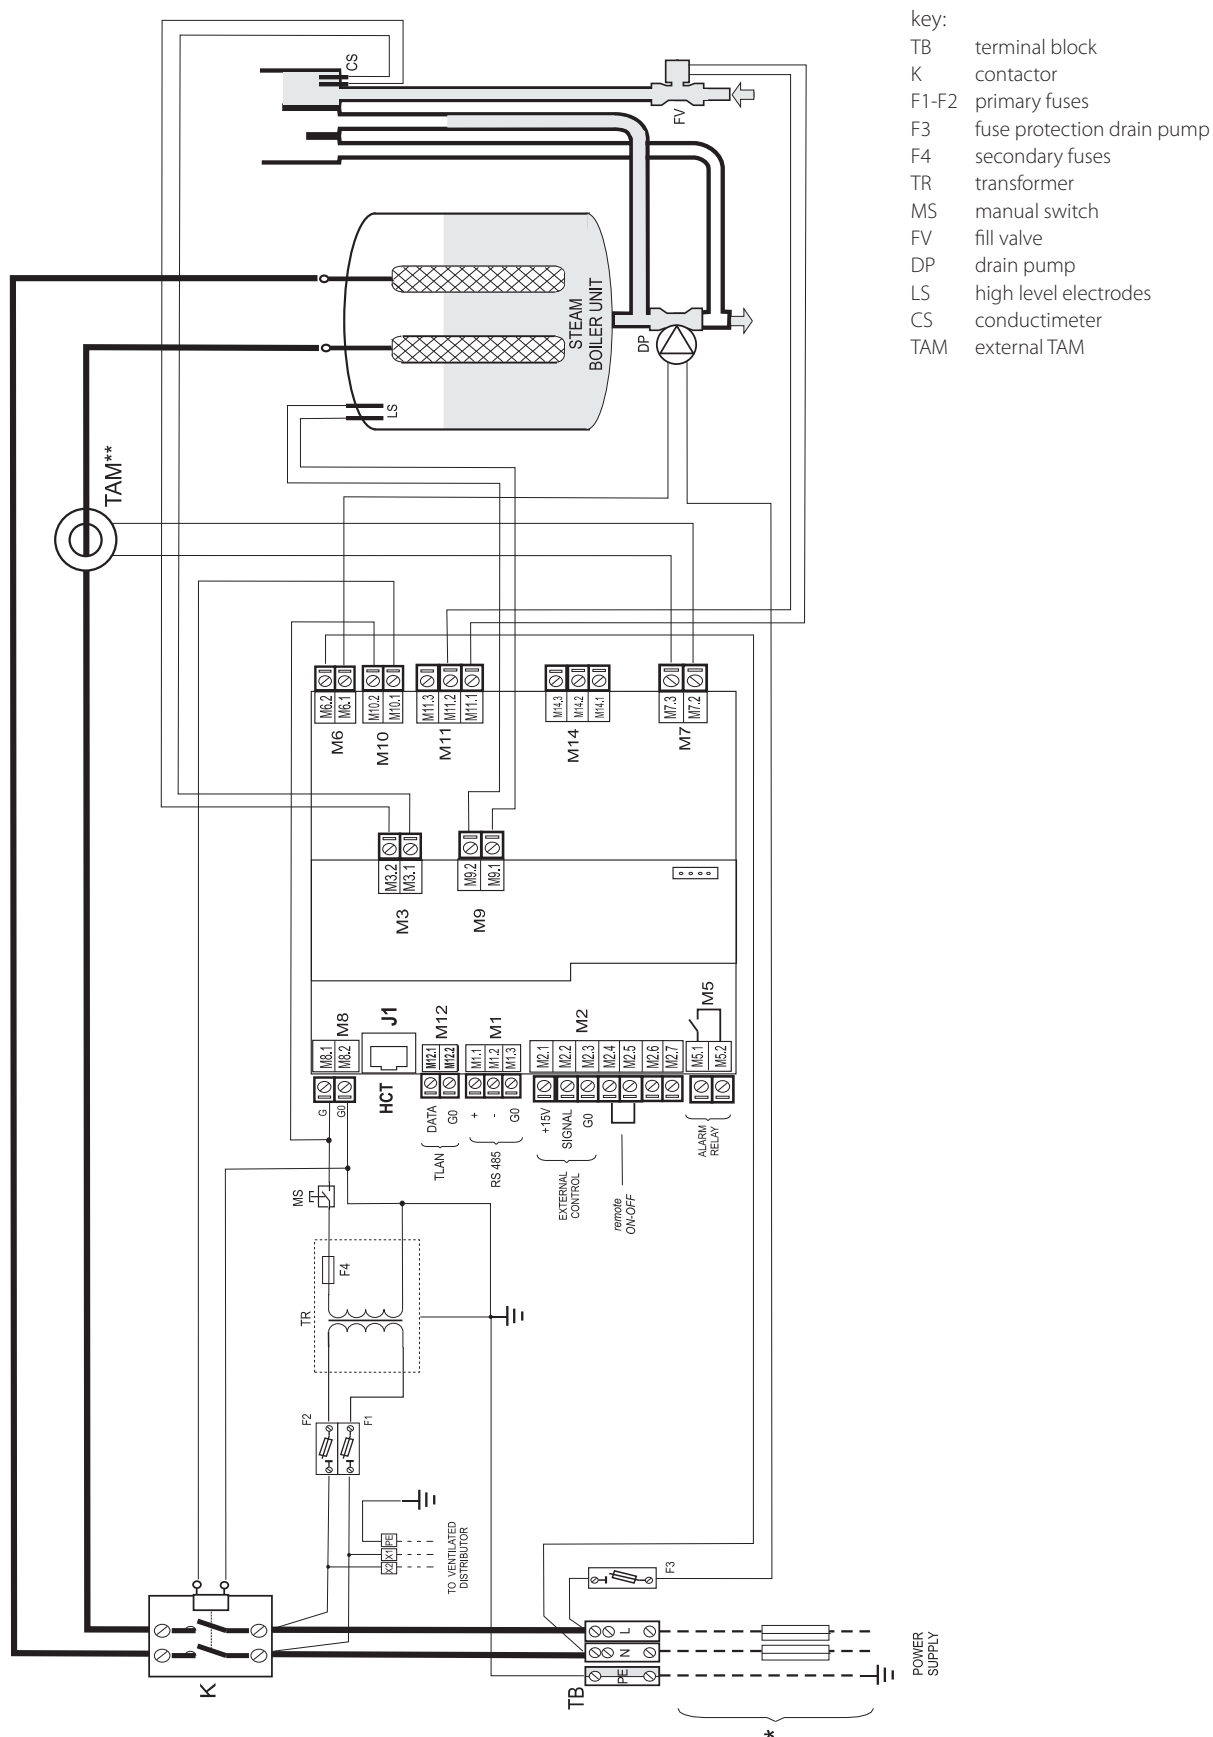 key:
TB terminal block
K contactor
F1-F2 primary fuses
F3 fuse protection drain pump
F4 secondary fuses
TR transformer
MS manual switch
FV fill valve
DP drain pump
LS high level electrodes
CS conductimeter
TAM external TAM
CS
FV
STEAM
BOILER UNIT
DP
LS
TAM**
M6.2
M6.1
M10.2
M10.1
M11.3
M11.2
M11.1
M14.3
M14.2
M14.1
M7.3
M7.2
M6
M10
M11
M14
M7
M3.2
M3.1
M9.2
M9.1
M3
M9
M8.1
M8.2
M8
J1
HCT
M12.1
M12.2
M12
M1.1
M1.2
M1.3
M1
M2.1
M2.2
M2.3
M2.4
M2.5
M2.6
M2.7
M2
M5.1
M5.2
M5
G
G0
DATA
G0
TLAN
+
-
G0
RS 485
+15V
SIGNAL
G0
EXTERNAL
CONTROL
remote
ON-OFF
ALARM
RELAY
MS
F4
TR
F2
F1
X2
X1
PE
TO VENTILATED
DISTRIBUTOR
F3
K
TB
L
N
PE
POWER
SUPPLY
*